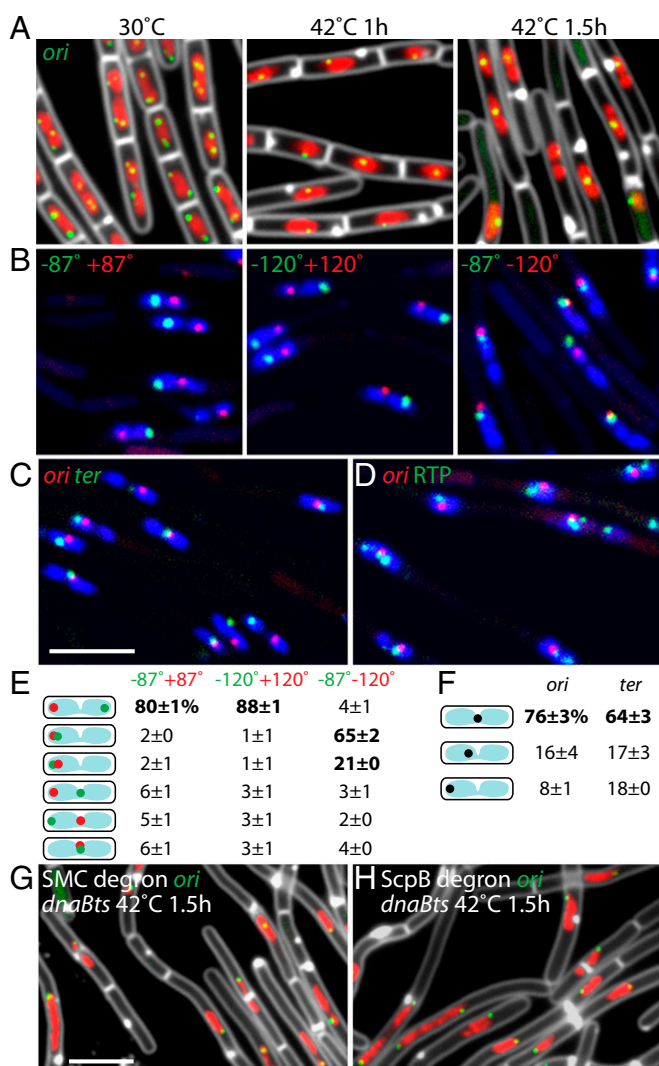 A 30˚C 42˚C 1h 42˚C 1.5h
ori
B -87˚ +87˚ -120˚+120˚ -87˚ -120˚
C ori ter D ori RTP
E -87˚+87˚ -120˚+120˚ -87˚-120˚ F ori ter
80±1% 88±1 4±1 76±3% 64±3
2±0 1±1 65±2 16±4 17±3
2±1 1±1 21±0 8±1 18±0
6±1 3±1 3±1
5±1 3±1 2±0
6±1 3±1 4±0
G SMC degron ori H ScpB degron ori
dnaBts 42˚C 1.5h dnaBts 42˚C 1.5h